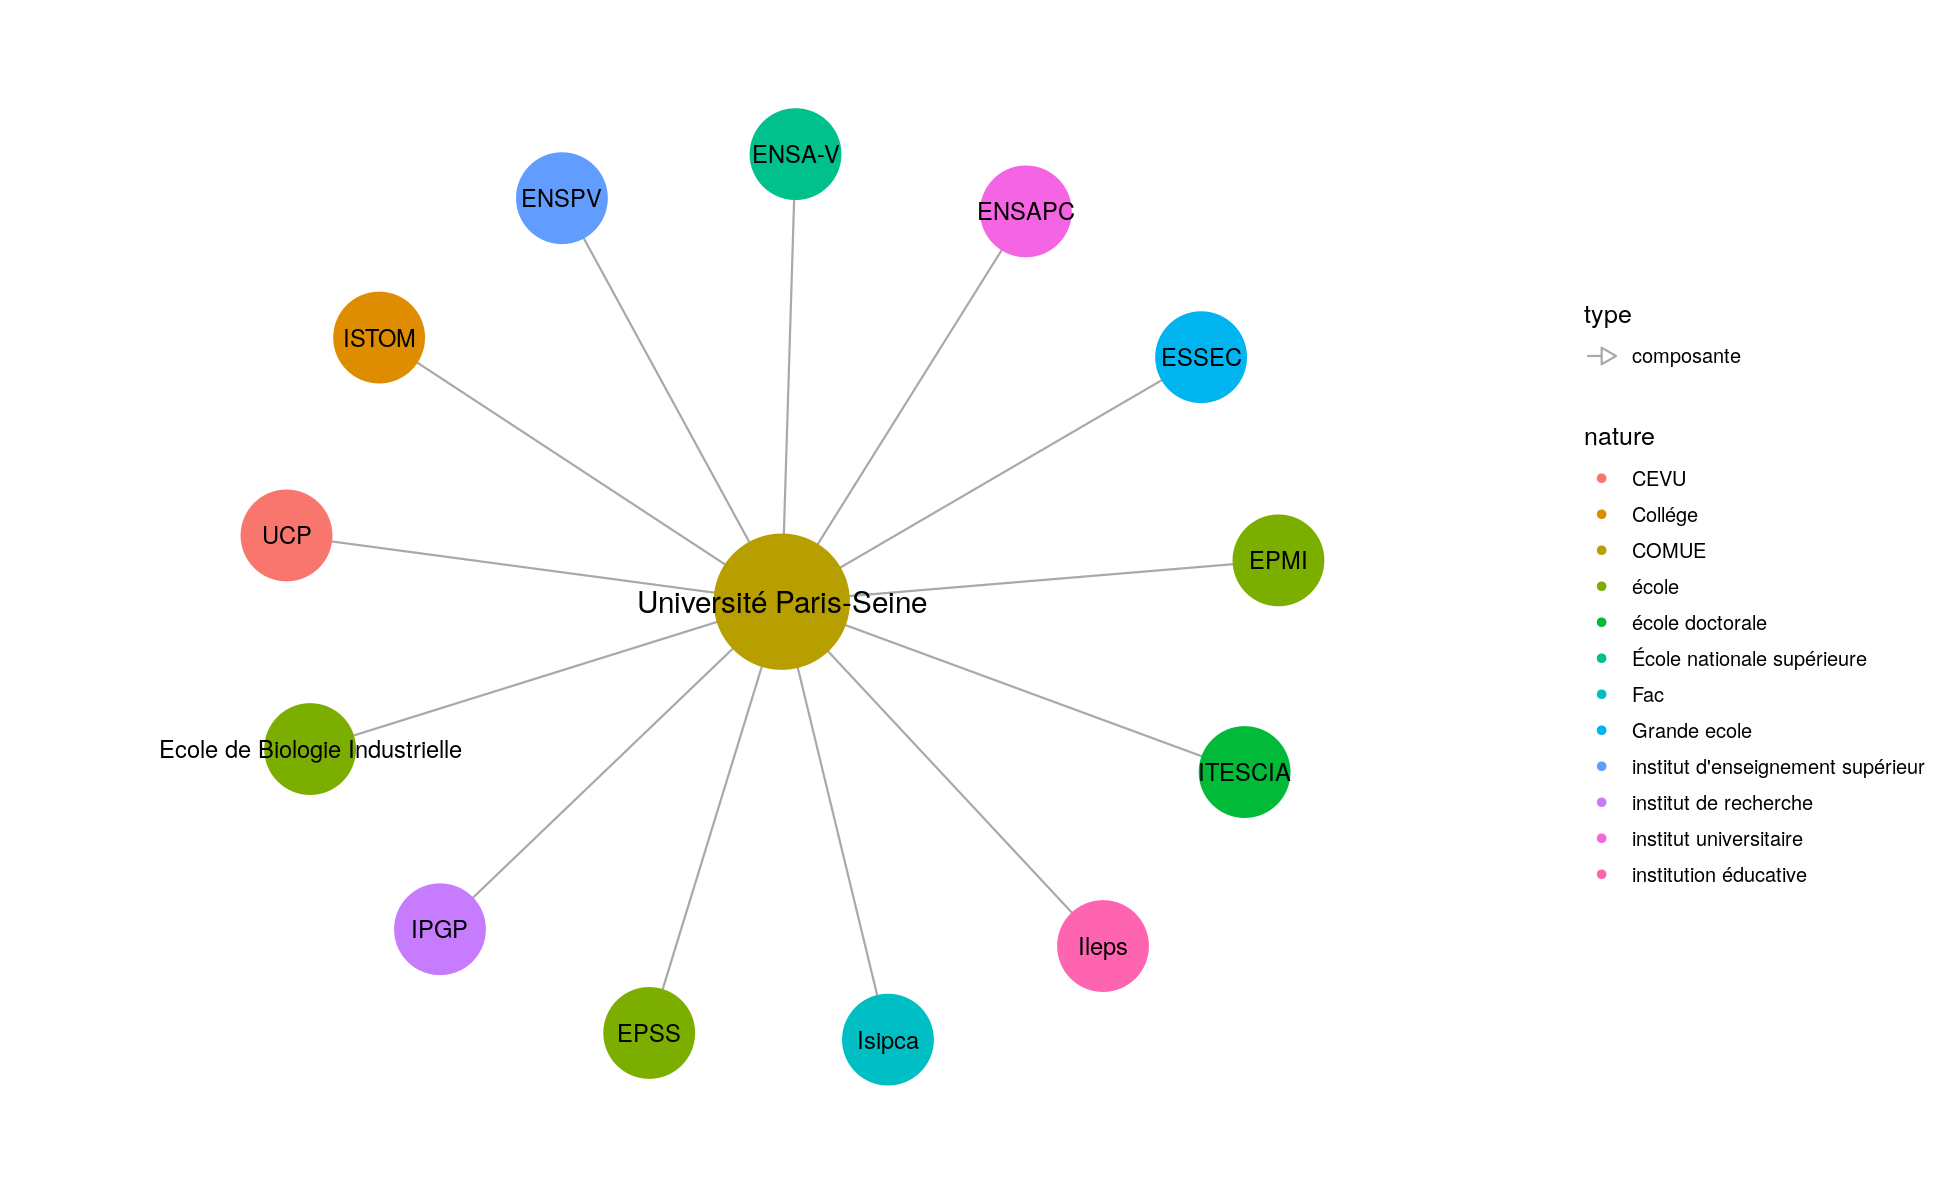 ENSA-V
ENSPV
ENSAPC
ISTOM
ESSEC
UCP
EPMI
Université Paris-Seine
Ecole de Biologie Industrielle
ITESCIA
IPGP
Ileps
EPSS
Isipca
type
composante
nature
CEVU
Collége
COMUE
école
école doctorale
École nationale supérieure
Fac
Grande ecole
institut d'enseignement supérieur
institut de recherche
institut universitaire
institution éducative